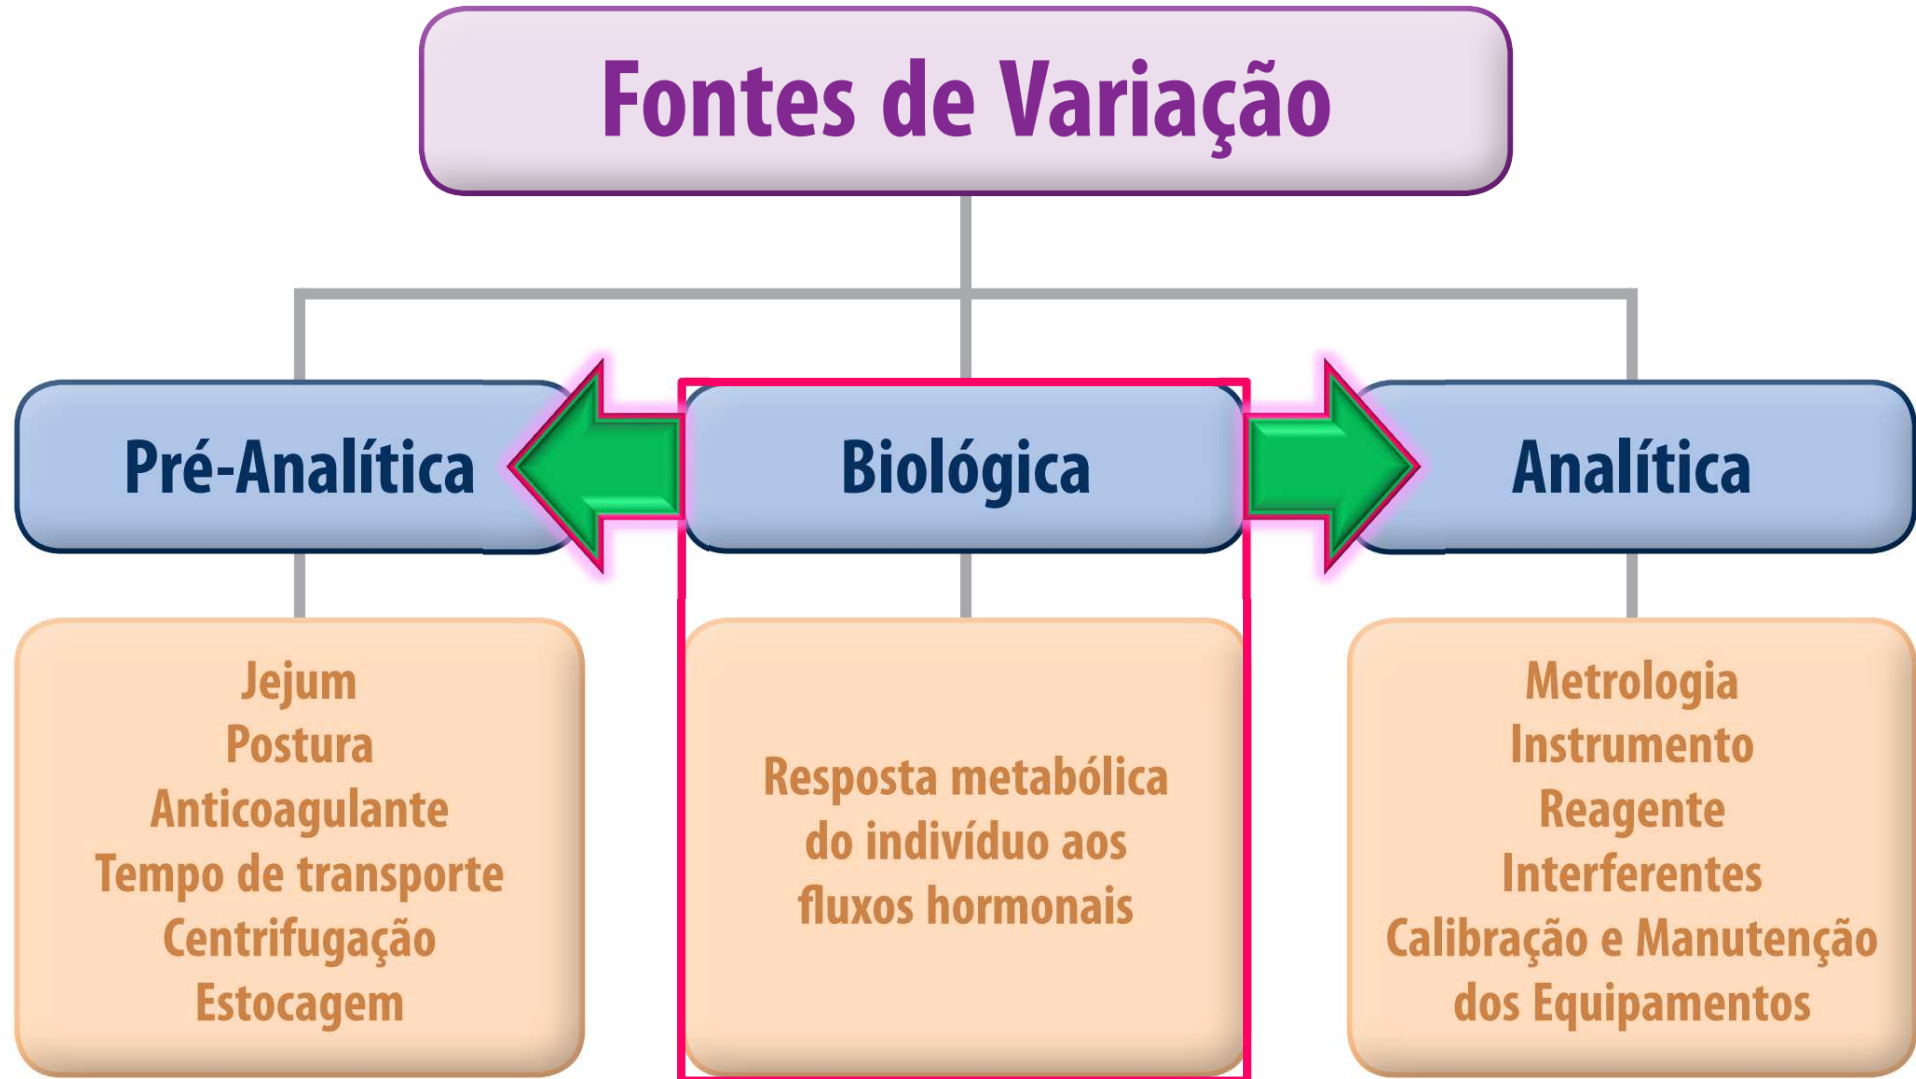 Fontes de Variação
Pré-Analítica
Biológica
Analítica
Jejum
Postura
Anticoagulante
Tempo de transporte
Centrifugação
Estocagem
Resposta metabólica
do indivíduo aos
fluxos hormonais
Metrologia
Instrumento
Reagente
Interferentes
Calibração e Manutenção
dos Equipamentos